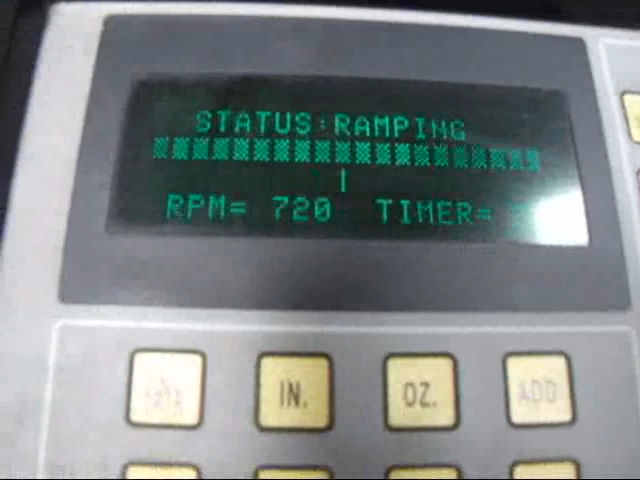 STATUS:RAMPING
RPM= 720 TIMER=
IN. OZ. ADD